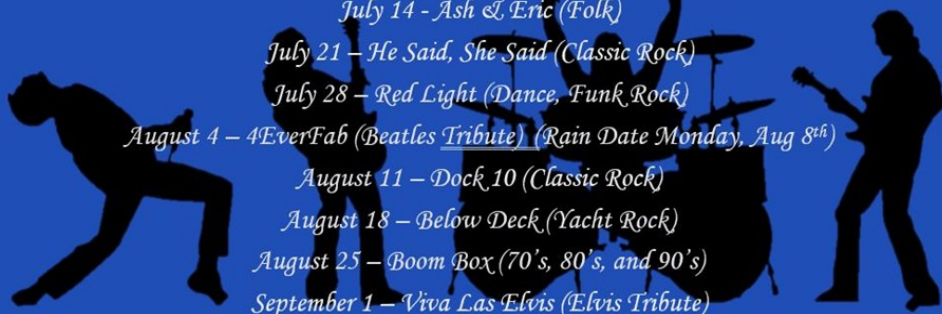 July 14 - Ash & Eric (Folk)
July 21 – He Said, She Said (Classic Rock)
July 28 – Red Light (Dance, Funk Rock)
August 4 – 4EverFab (Beatles Tribute) (Rain Date Monday, Aug 8th)
August 11 – Dock 10 (Classic Rock)
August 18 – Below Deck (Yacht Rock)
August 25 – Boom Box (70's, 80's, and 90's)
September 1 – Viva Las Elvis (Elvis Tribute)